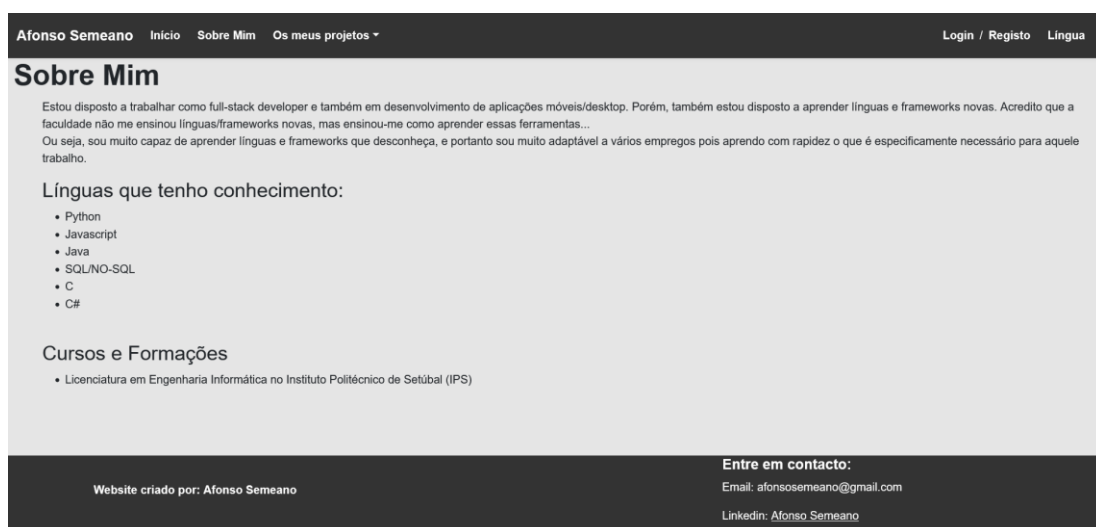 Afonso Semeano Início Sobre Mim Os meus projetos Login / Registo Língua
Sobre Mim
Estou disposto a trabalhar como full-stack developer e também em desenvolvimento de aplicações móveis/desktop. Porém, também estou disposto a aprender línguas e frameworks novas. Acredito que a
faculdade não me ensinou línguas/frameworks novas, mas ensinou-me como aprender essas ferramentas...
Ou seja, sou muito capaz de aprender línguas e frameworks que desconheça, e portanto sou muito adaptável a vários empregos pois aprendo com rapidez o que é especificamente necessário para aquele
trabalho.
Línguas que tenho conhecimento:
• Python
• Javascript
• Java
• SQL/NO-SQL
• C
• C#
Cursos e Formações
• Licenciatura em Engenharia Informática no Instituto Politécnico de Setúbal (IPS)
Website criado por: Afonso Semeano
Entre em contacto:
Email: afonsosemeano@gmail.com
Linkedin: Afonso Semeano